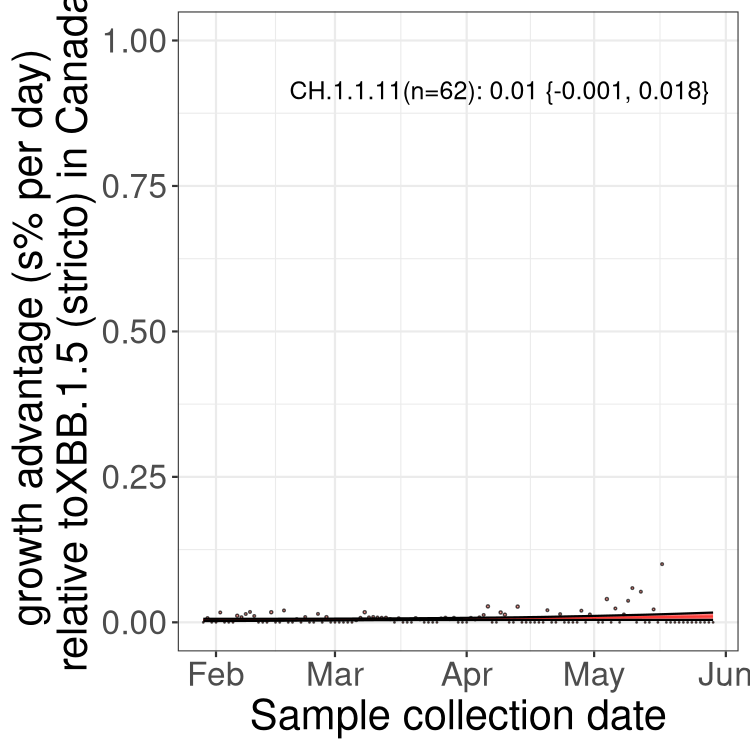 growth advantage (s% per day)
relative toXBB.1.5 (stricto) in Canada
1.00
0.75
0.50
0.25
0.00
CH.1.1.11(n=62): 0.01 {-0.001, 0.018}
Feb Mar Apr May Jun
Sample collection date